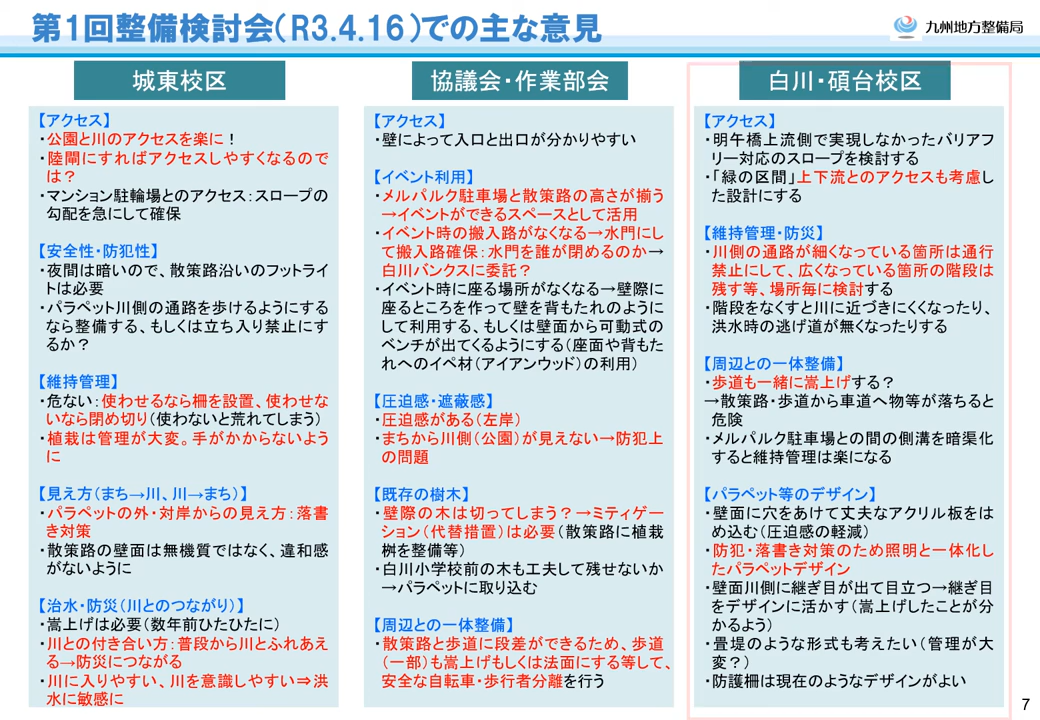 第1回整備検討会(R3.4.16)での主な意見
九州地方整備局
城東校区
【アクセス】
・公園と川のアクセスを楽に！
・陸閘にすればアクセスしやすくなるので
は？
・マンション駐輪場とのアクセス：スロープの
勾配を急にして確保
【安全性・防犯性】
・夜間は暗いので、散策路沿いのフットライ
トは必要
・パラペット川側の通路を歩けるようにする
なら整備する、もしくは立ち入り禁止にす
るか？
【維持管理】
・危ない：使わせるなら柵を設置、使わせな
いなら閉め切り（使わないと荒れてしまう）
・植栽は管理が大変。手がかからないよう
に
【見え方（まち→川、川→まち）】
・パラペットの外・対岸からの見え方：落書
き対策
・散策路の壁面は無機質ではなく、違和感
がないように
【治水・防災（川とのつながり）】
・嵩上げは必要（数年前ひたひたに）
・川との付き合い方：普段から川とふれあえ
る→防災につながる
・川に入りやすい、川を意識しやすい⇒洪
水に敏感に
協議会・作業部会
【アクセス】
・壁によって入口と出口が分かりやすい
【イベント利用】
・メルパルク駐車場と散策路の高さが揃う
→イベントができるスペースとして活用
・イベント時の搬入路がなくなる→水門にし
て搬入路確保：水門を誰が閉めるのか→
白川バンクスに委託？
・イベント時に座る場所がなくなる→壁際に
座るところを作って壁を背もたれのように
して利用する、もしくは壁面から可動式の
ベンチが出てくるようにする（座面や背もた
れへのイペ材（アイアンウッド）の利用）
【圧迫感・遮蔽感】
・圧迫感がある（左岸）
・まちから川側（公園）が見えない→防犯上
の問題
【既存の樹木】
・壁際の木は切ってしまう？→ミティゲー
ション（代替措置）は必要（散策路に植栽
桝を整備等）
・白川小学校前の木も工夫して残せないか
→パラペットに取り込む
【周辺との一体整備】
・散策路と歩道に段差ができるため、歩道
（一部）も嵩上げもしくは法面にする等して、
安全な自転車・歩行者分離を行う
白川・碩台校区
【アクセス】
・明午橋上流側で実現しなかったバリアフ
リー対応のスロープを検討する
・「緑の区間」上下流とのアクセスも考慮し
た設計にする
【維持管理・防災】
・川側の通路が細くなっている箇所は通行
禁止にして、広くなっている箇所の階段は
残す等、場所毎に検討する
・階段をなくすと川に近づきにくくなったり、
洪水時の逃げ道が無くなったりする
【周辺との一体整備】
・歩道も一緒に嵩上げする？
→散策路・歩道から車道へ物等が落ちると
危険
・メルパルク駐車場との間の側溝を暗渠化
すると維持管理は楽になる
【パラペット等のデザイン】
・壁面に穴をあけて丈夫なアクリル板をは
め込む（圧迫感の軽減）
・防犯・落書き対策のため照明と一体化し
たパラペットデザイン
・壁面川側に継ぎ目が出て目立つ→継ぎ目
をデザインに活かす（嵩上げしたことが分
かるよう）
・畳堤のような形式も考えたい（管理が大
変？）
・防護柵は現在のようなデザインがよい
7